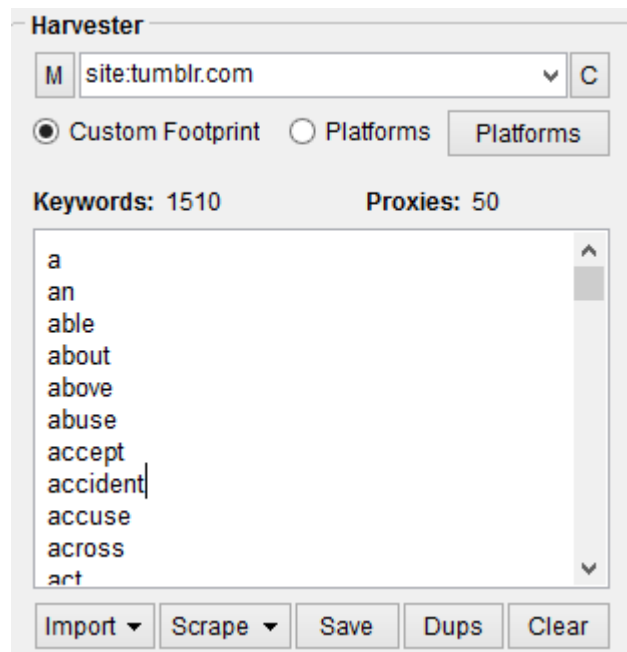 Harvester
M site:tumblr.com C
Custom Footprint Platforms Platforms
Keywords: 1510 Proxies: 50
a
an
able
about
above
abuse
accept
accident
accuse
across
act
Import Scrape Save Dups Clear